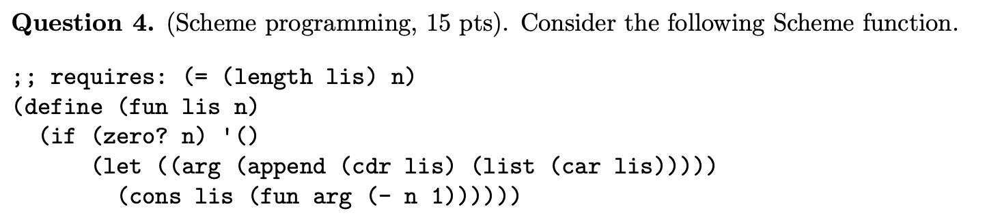 Question 4. (Scheme programming, 15 pts). Consider the following Scheme function.
;; requires: (= (length lis) n)
(define (fun lis n)
(if (zero? n) '()
(let ((arg (append (cdr lis) (list (car lis)))))
(cons lis (fun arg (- n 1))))))